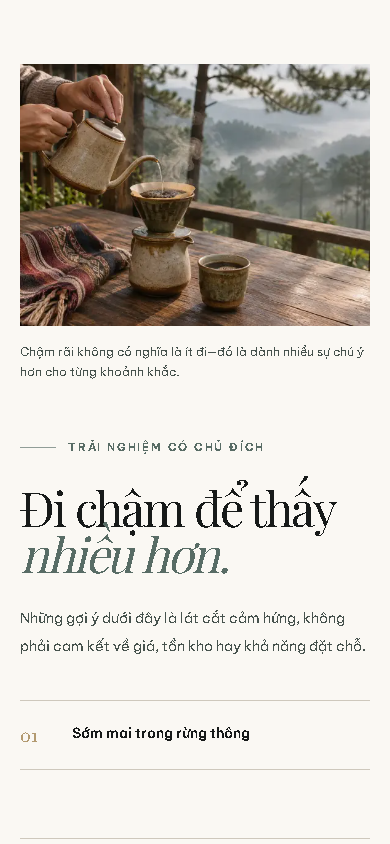 Chậm rãi không có nghĩa là ít đi—đó là dành nhiều sự chú ý
hơn cho từng khoảnh khắc.
TRẢI NGHIỆM CÓ CHỦ ĐÍCH
Đi chậm để thấy
nhiều hơn.
Những gợi ý dưới đây là lát cắt cảm hứng, không
phải cam kết về giá, tồn kho hay khả năng đặt chỗ.
01 Sớm mai trong rừng thông